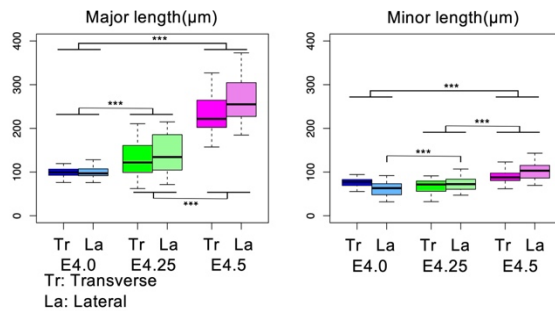 Major length(μm)
400
300
200
100
0
***
***
***
Tr La Tr La Tr La
E4.0 E4.25 E4.5
Tr: Transverse
La: Lateral
Minor length(μm)
400
300
200
100
0
***
***
***
Tr La Tr La Tr La
E4.0 E4.25 E4.5